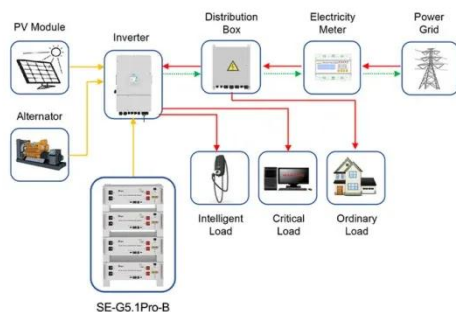 PV Module
Inverter
Distribution
Box
Electricity
Meter
Power
Grid
Alternator
Intelligent
Load
Critical
Load
Ordinary
Load
SE-G5.1Pro-B